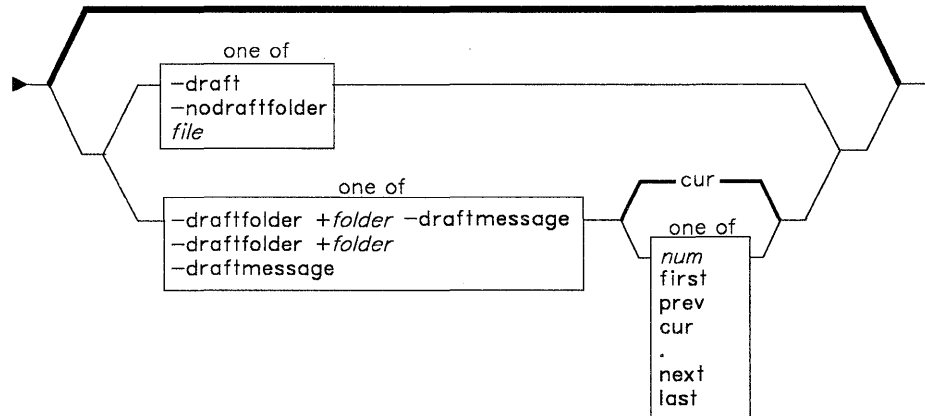 one of
-draft
-nodraftfolder
file
one of
-draftfolder +folder -draftmessage
-draftfolder +folder
-draftmessage
cur
one of
num
first
prev
cur
.
next
last